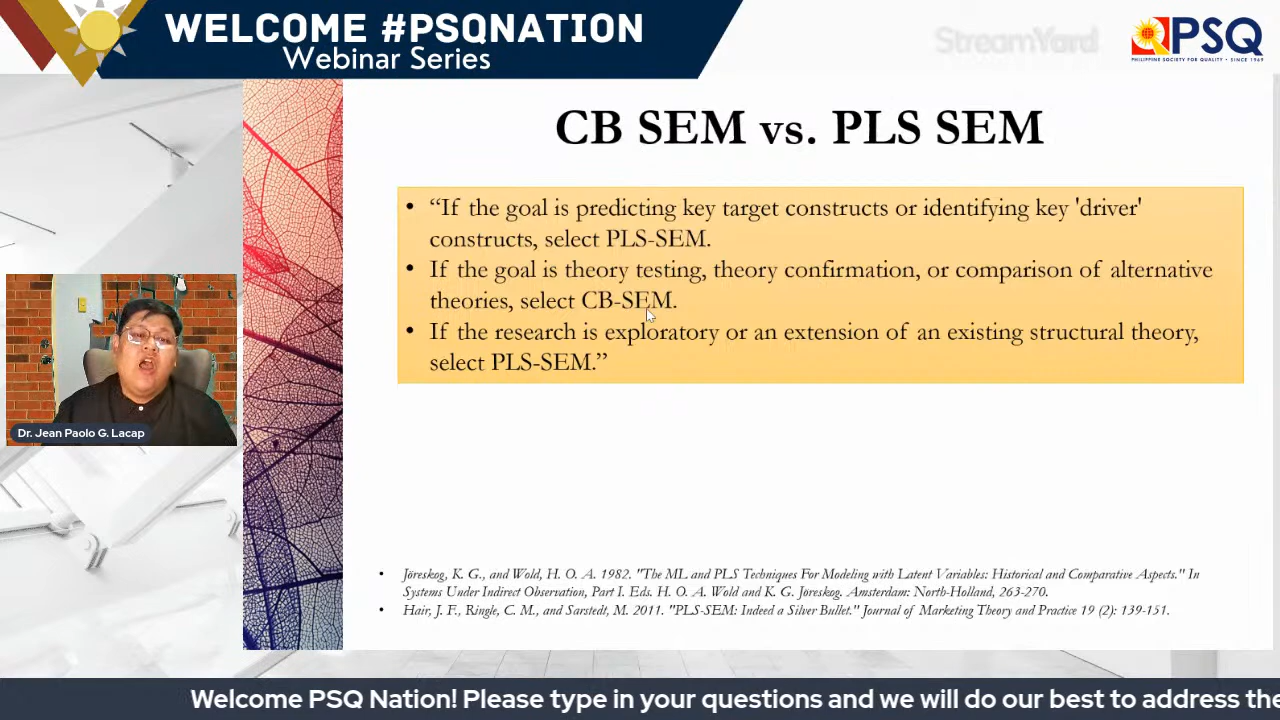 WELCOME #PSQNATION
Webinar Series
StreamYard
PSQ
PHILIPPINE SOCIETY FOR QUALITY • SINCE 1969
CB SEM vs. PLS SEM
• “If the goal is predicting key target constructs or identifying key 'driver'
constructs, select PLS-SEM.
• If the goal is theory testing, theory confirmation, or comparison of alternative
theories, select CB-SEM.
• If the research is exploratory or an extension of an existing structural theory,
select PLS-SEM.”
Dr. Jean Paolo G. Lacap
• Jöreskog, K. G., and Wold, H. O. A. 1982. "The ML and PLS Techniques For Modeling with Latent Variables: Historical and Comparative Aspects." In
Systems Under Indirect Observation, Part I. Eds. H. O. A. Wold and K. G. Joreskog. Amsterdam: North-Holland, 263-270.
• Hair, J. F., Ringle, C. M., and Sarstedt, M. 2011. "PLS-SEM: Indeed a Silver Bullet." Journal of Marketing Theory and Practice 19 (2): 139-151.
Welcome PSQ Nation! Please type in your questions and we will do our best to address the